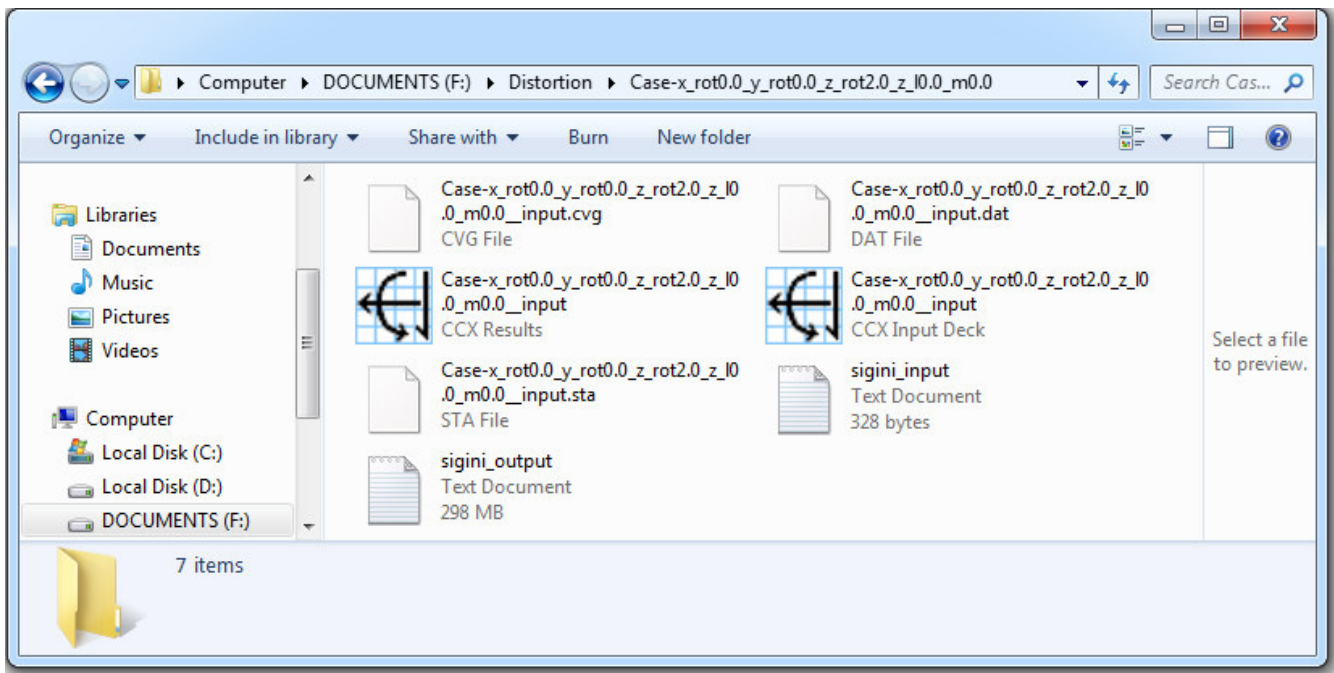 Computer ▸ DOCUMENTS (F:) ▸ Distortion ▸ Case-x_rot0.0_y_rot0.0_z_rot2.0_z_l0.0_m0.0
Search Cas...
Organize Include in library Share with Burn New folder
Libraries
Documents
Music
Pictures
Videos
Computer
Local Disk (C:)
Local Disk (D:)
DOCUMENTS (F:)
Case-x_rot0.0_y_rot0.0_z_rot2.0_z_l0
.0_m0.0__input.cvg
CVG File
Case-x_rot0.0_y_rot0.0_z_rot2.0_z_l0
.0_m0.0__input.dat
DAT File
Case-x_rot0.0_y_rot0.0_z_rot2.0_z_l0
.0_m0.0__input
CCX Results
Case-x_rot0.0_y_rot0.0_z_rot2.0_z_l0
.0_m0.0__input
CCX Input Deck
Case-x_rot0.0_y_rot0.0_z_rot2.0_z_l0
.0_m0.0__input.sta
STA File
sigini_input
Text Document
328 bytes
sigini_output
Text Document
298 MB
Select a file
to preview.
7 items